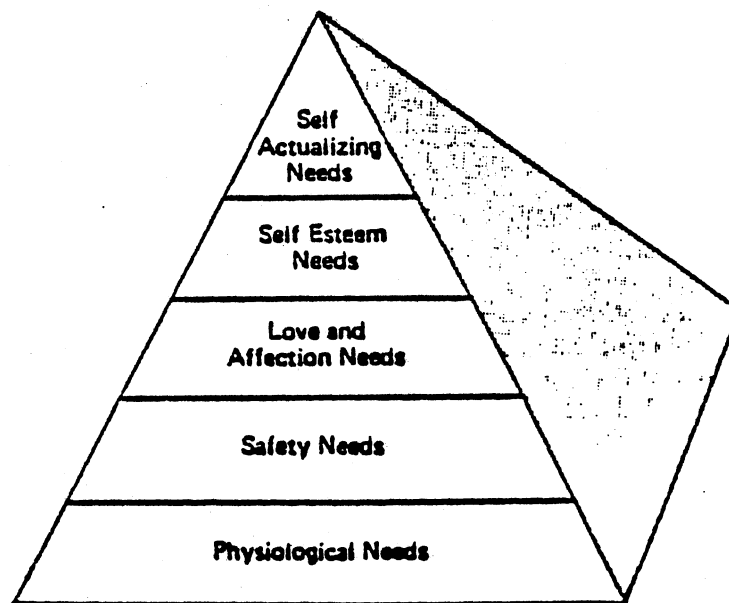 Self
Actualizing
Needs
Self Esteem
Needs
Love and
Affection Needs
Safety Needs
Physiological Needs